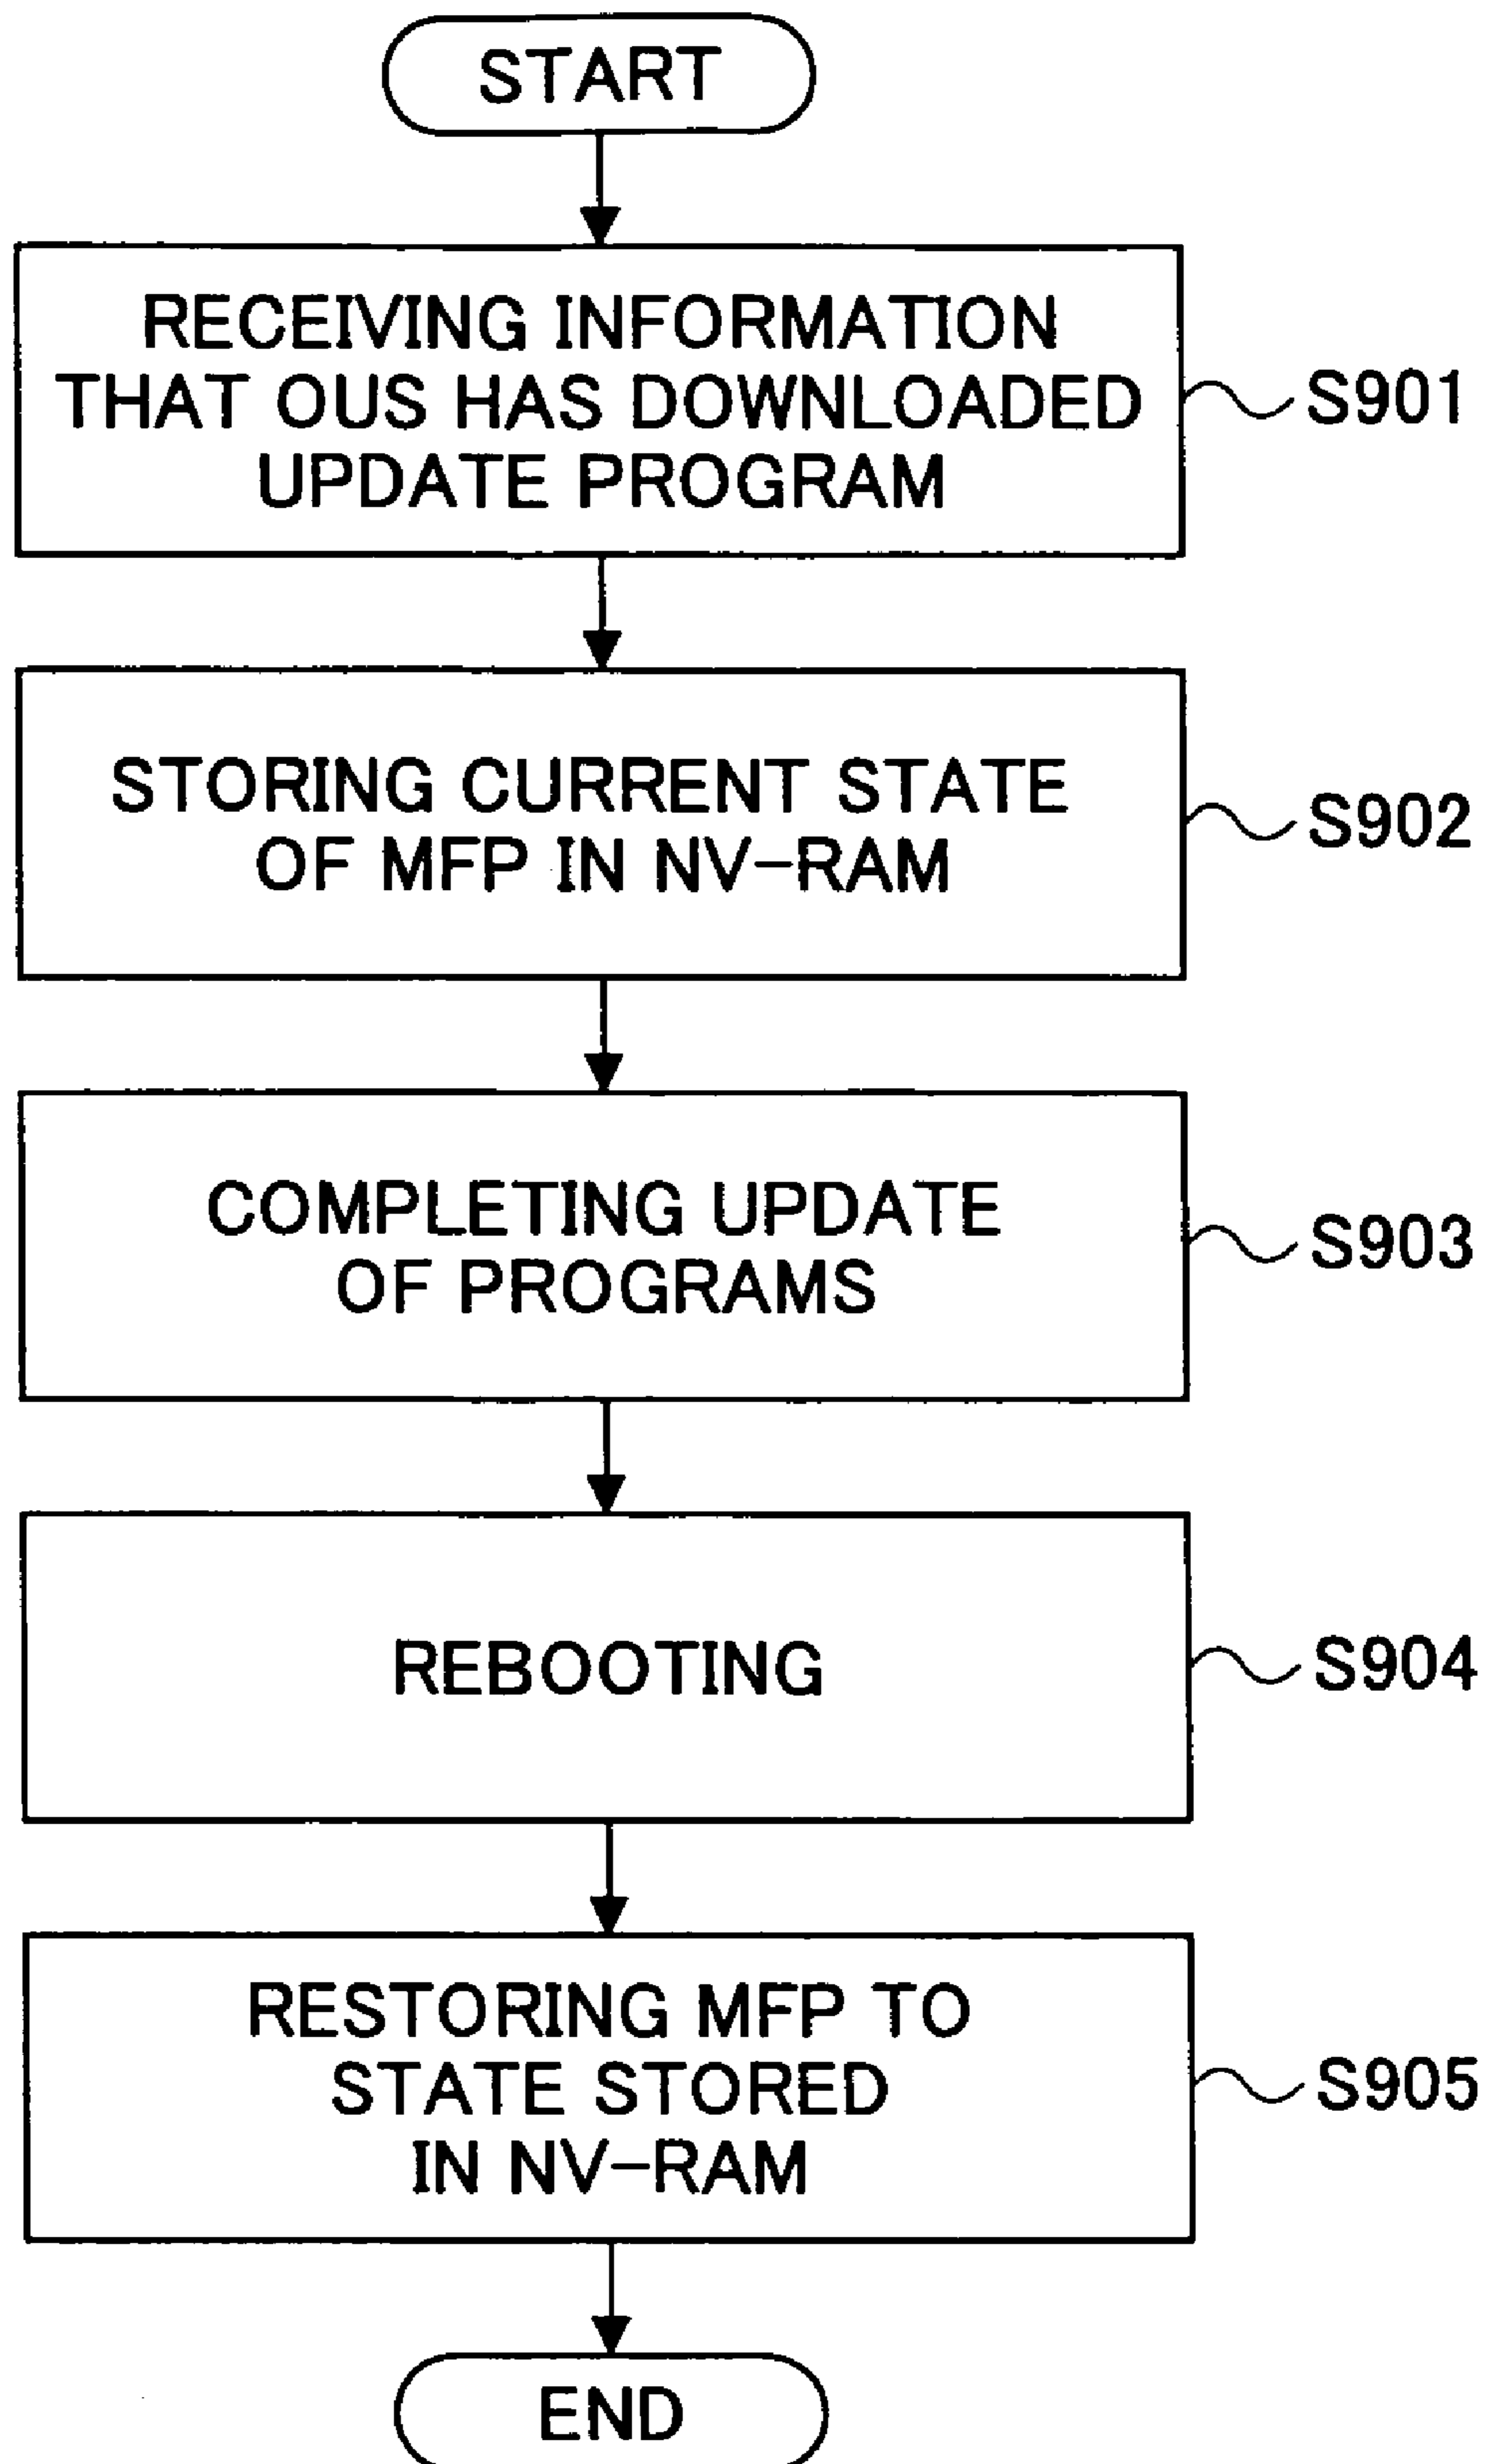 START
RECEIVING INFORMATION
THAT OUS HAS DOWNLOADED
UPDATE PROGRAM
S901
STORING CURRENT STATE
OF MFP IN NV-RAM
S902
COMPLETING UPDATE
OF PROGRAMS
S903
REBOOTING
S904
RESTORING MFP TO
STATE STORED
IN NV-RAM
S905
END